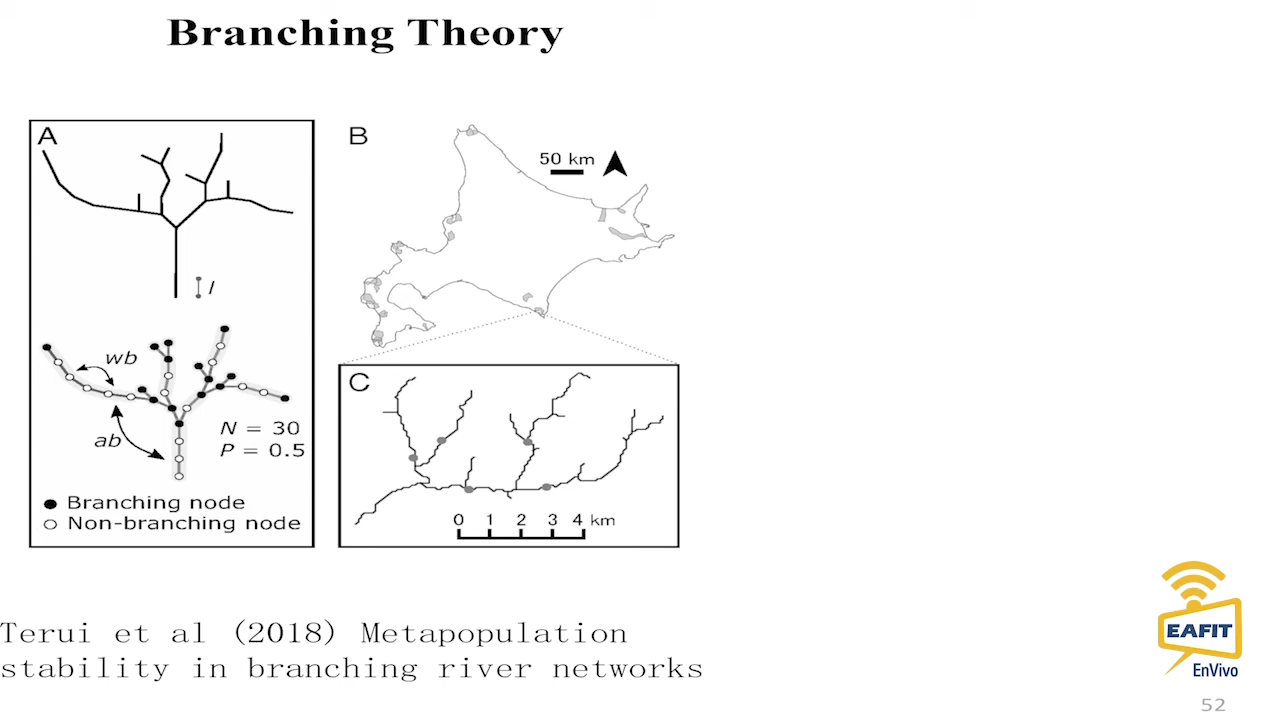 Branching Theory
A
l
wb
ab
N = 30
P = 0.5
Branching node
Non-branching node
B
50 km
C
0 1 2 3 4 km
Terui et al (2018) Metapopulation
stability in branching river networks
EAFIT
EnVivo
52